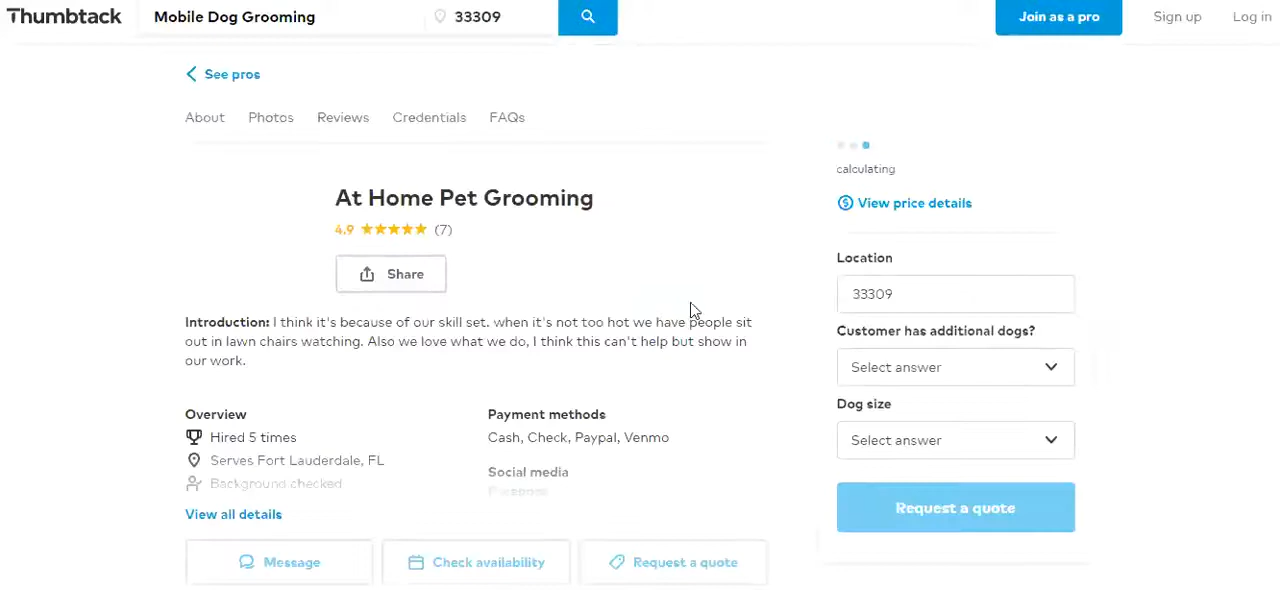 Thumbtack Mobile Dog Grooming 33309 Join as a pro Sign up Log in
See pros
About Photos Reviews Credentials FAQs
calculating
View price details
At Home Pet Grooming
4.9 (7)
Share
Introduction: I think it's because of our skill set. when it's not too hot we have people sit
out in lawn chairs watching. Also we love what we do, I think this can't help but show in
our work.
Overview
Hired 5 times
Serves Fort Lauderdale, FL
Background checked
View all details
Payment methods
Cash, Check, Paypal, Venmo
Social media
Message Check availability Request a quote
Location
33309
Customer has additional dogs?
Select answer
Dog size
Select answer
Request a quote